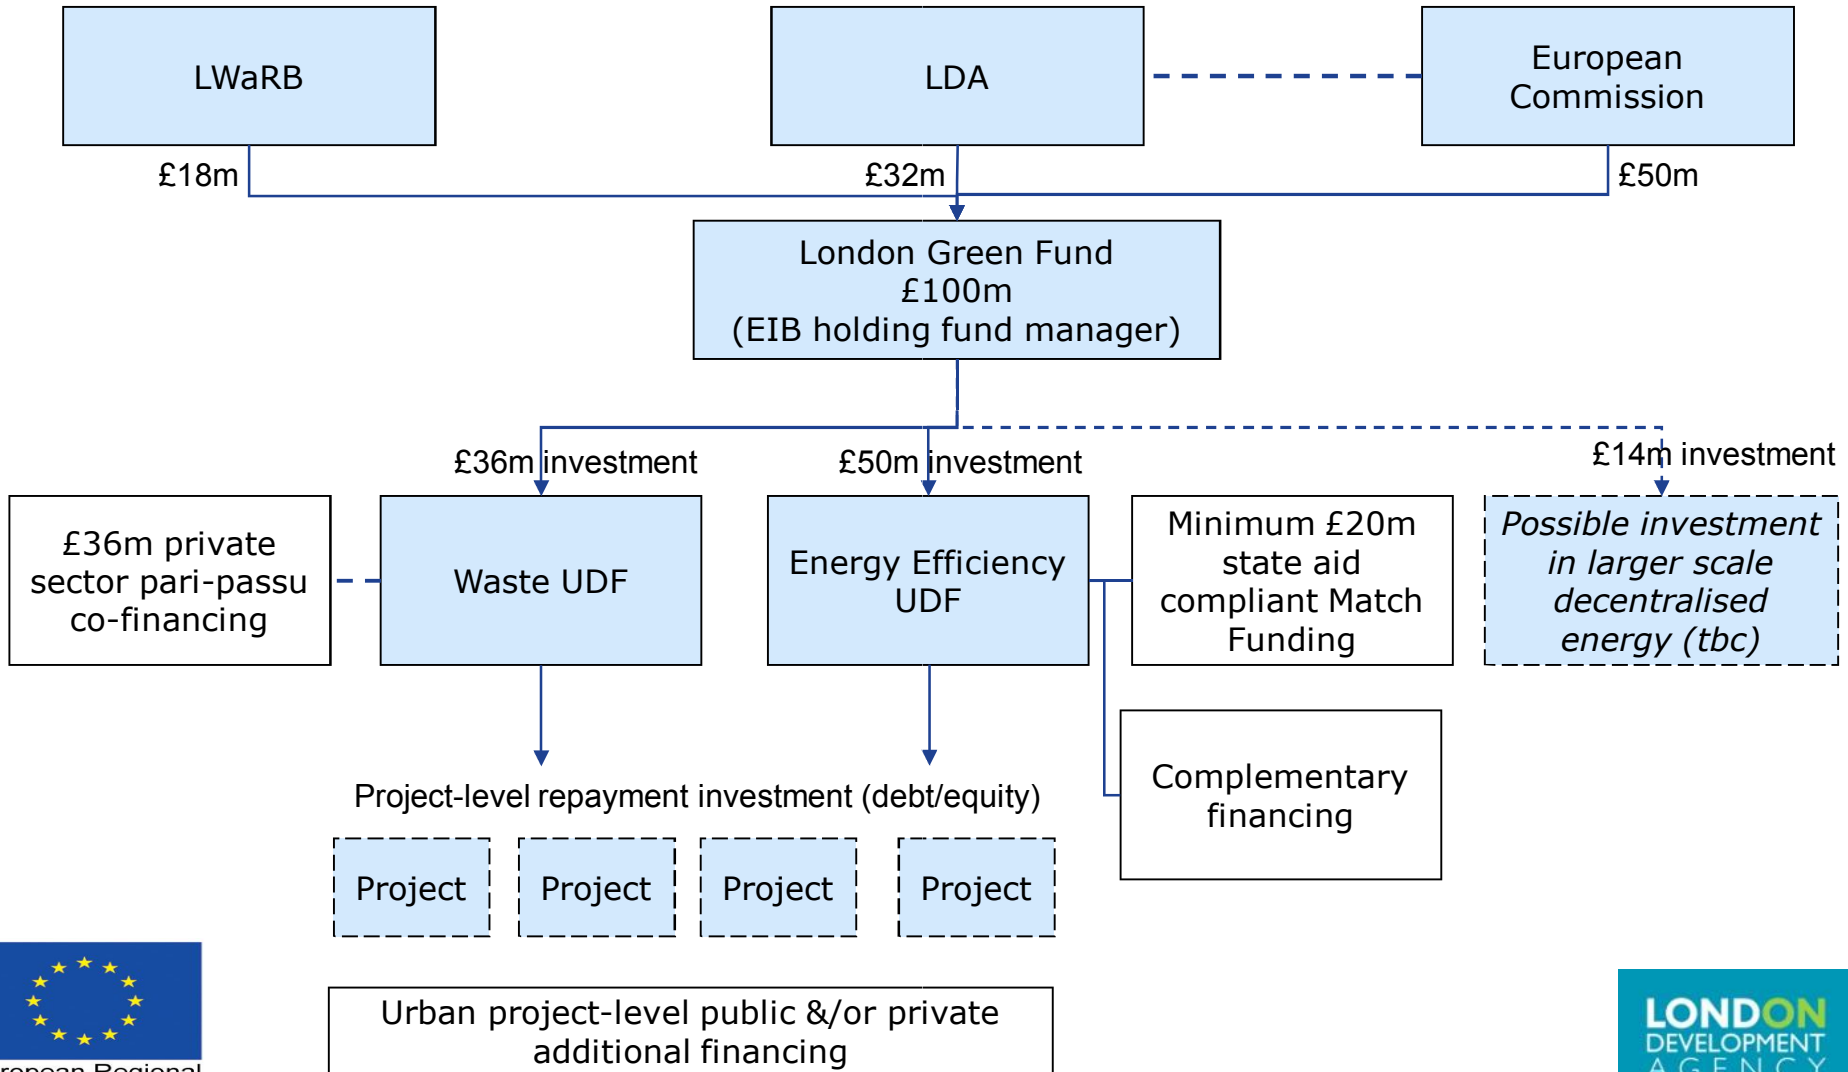 LWaRB
LDA
European
Commission
£18m
£32m
£50m
London Green Fund
£100m
(EIB holding fund manager)
£36m investment
£50m investment
£14m investment
£36m private
sector pari-passu
co-financing
Waste UDF
Energy Efficiency
UDF
Minimum £20m
state aid
compliant Match
Funding
Possible investment
in larger scale
decentralised
energy (tbc)
Complementary
financing
Project-level repayment investment (debt/equity)
Project
Project
Project
Project
Urban project-level public &/or private
additional financing
ropean Regional
LONDON
DEVELOPMENT
AGENCY